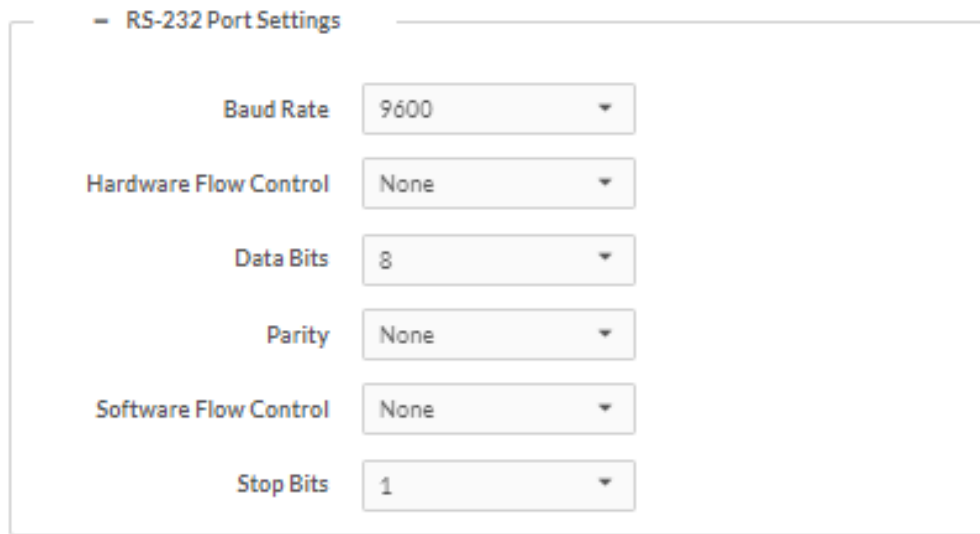 – RS-232 Port Settings
Baud Rate 9600
Hardware Flow Control None
Data Bits 8
Parity None
Software Flow Control None
Stop Bits 1